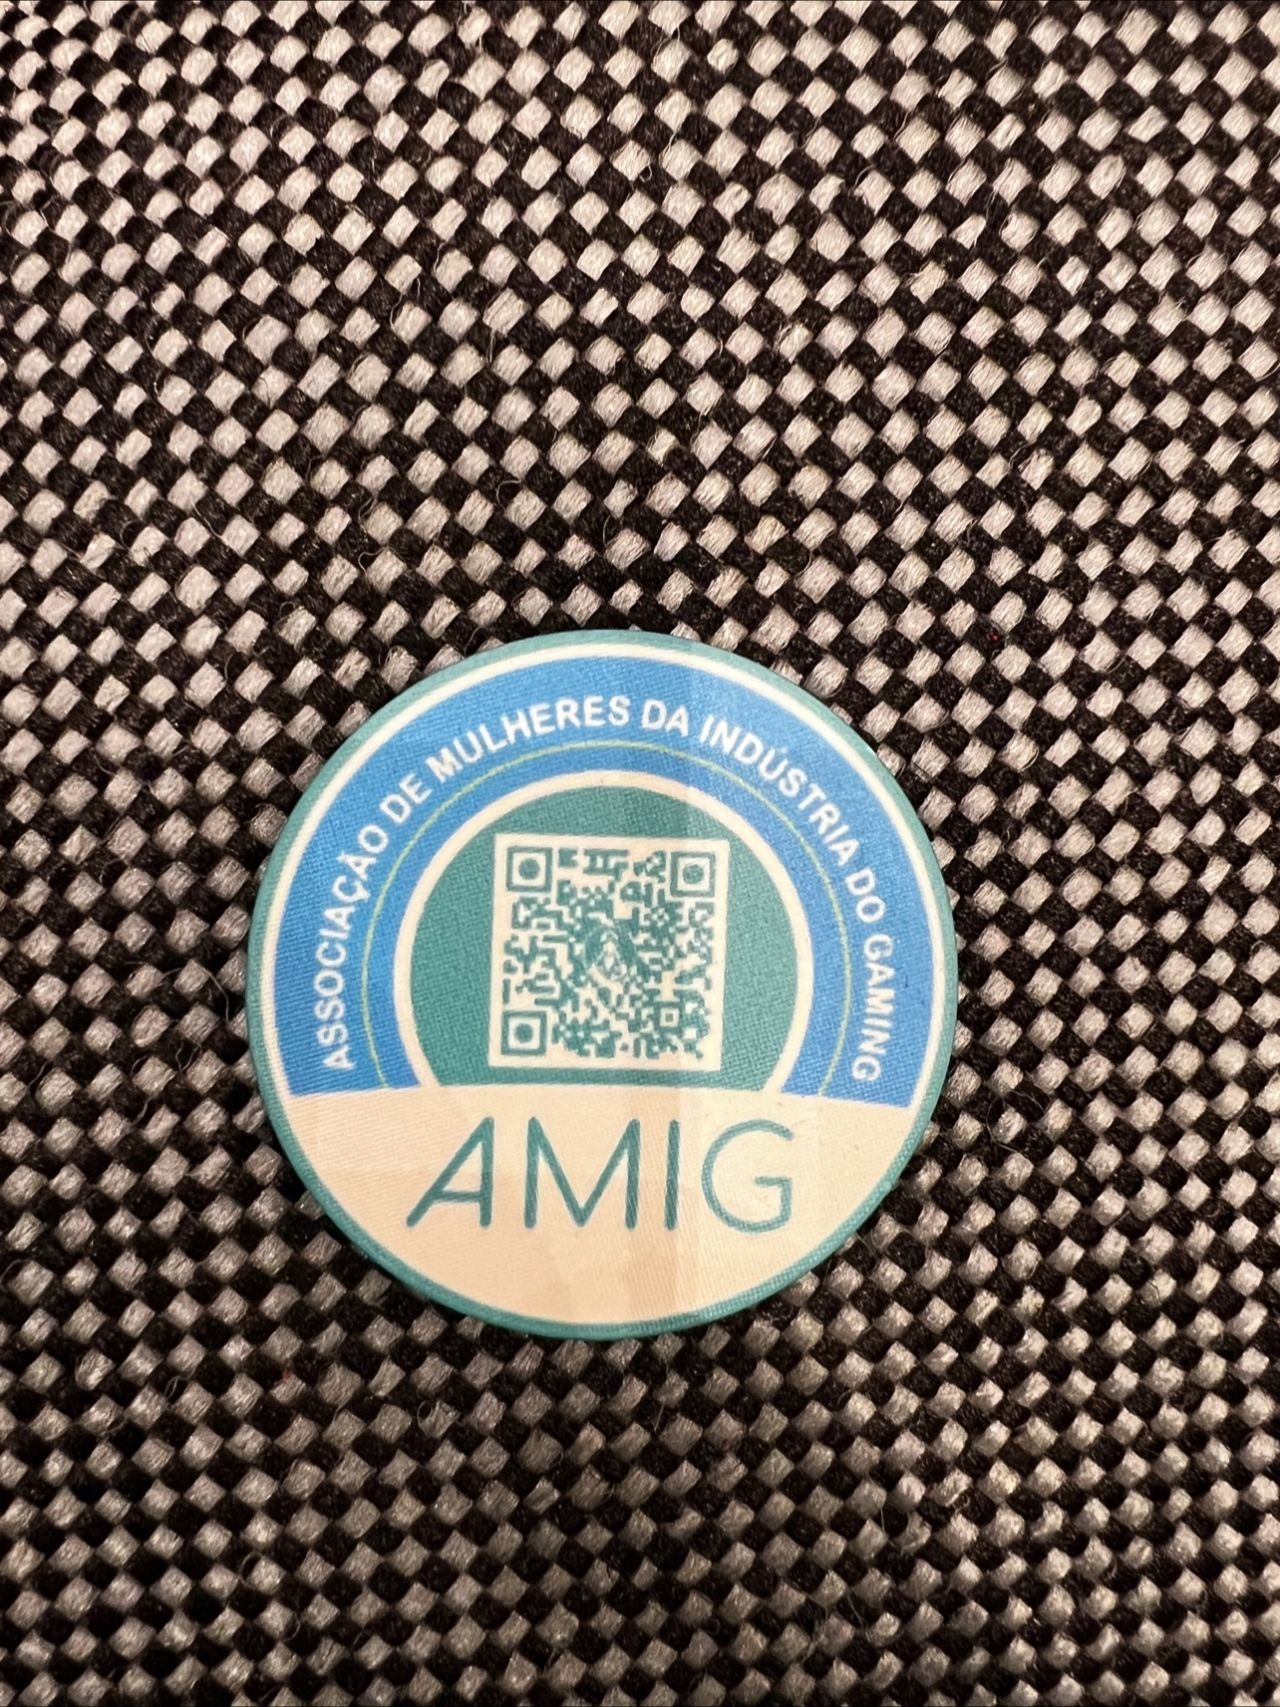 ASSOCIAÇÃO DE MULHERES DA INDÚSTRIA DO GAMING
AMIG